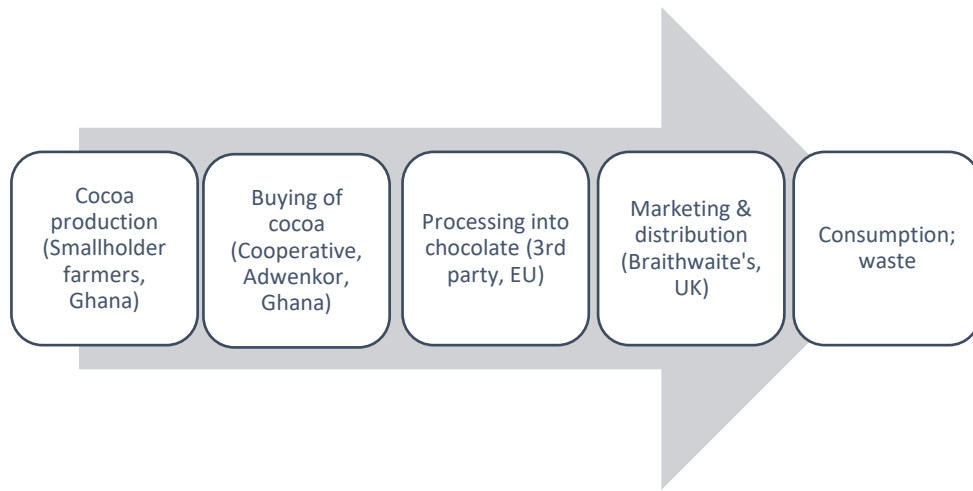 Cocoa
production
(Smallholder
farmers,
Ghana)
Buying of
cocoa
(Cooperative,
Adwenkor,
Ghana)
Processing into
chocolate (3rd
party, EU)
Marketing &
distribution
(Braithwaite's,
UK)
Consumption;
waste